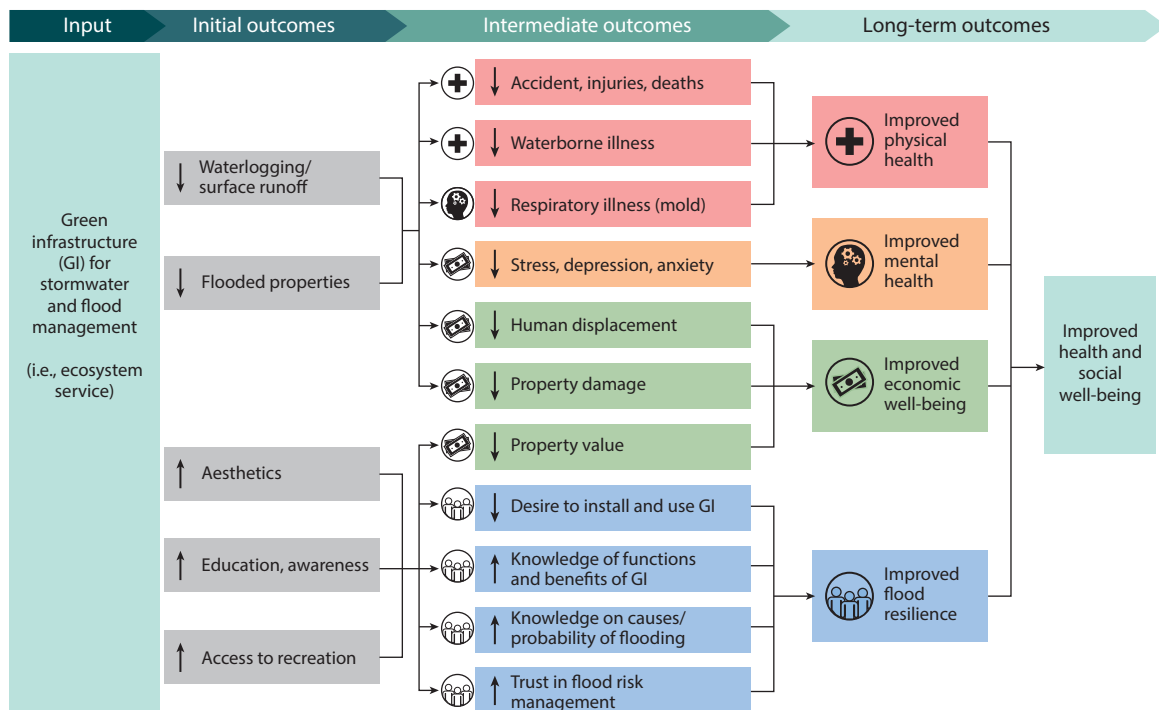 Input
Initial outcomes
Intermediate outcomes
Long-term outcomes
Green
infrastructure
(GI) for
stormwater
and flood
management
(i.e., ecosystem
service)
Waterlogging/
surface runoff
Flooded properties
Aesthetics
Education, awareness
Access to recreation
Accident, injuries, deaths
Waterborne illness
Respiratory illness (mold)
Stress, depression, anxiety
Human displacement
Property damage
Property value
Desire to install and use GI
Knowledge of functions
and benefits of GI
Knowledge on causes/
probability of flooding
Trust in flood risk
management
Improved
physical
health
Improved
mental
health
Improved
economic
well-being
Improved
flood
resilience
Improved
health and
social
well-being